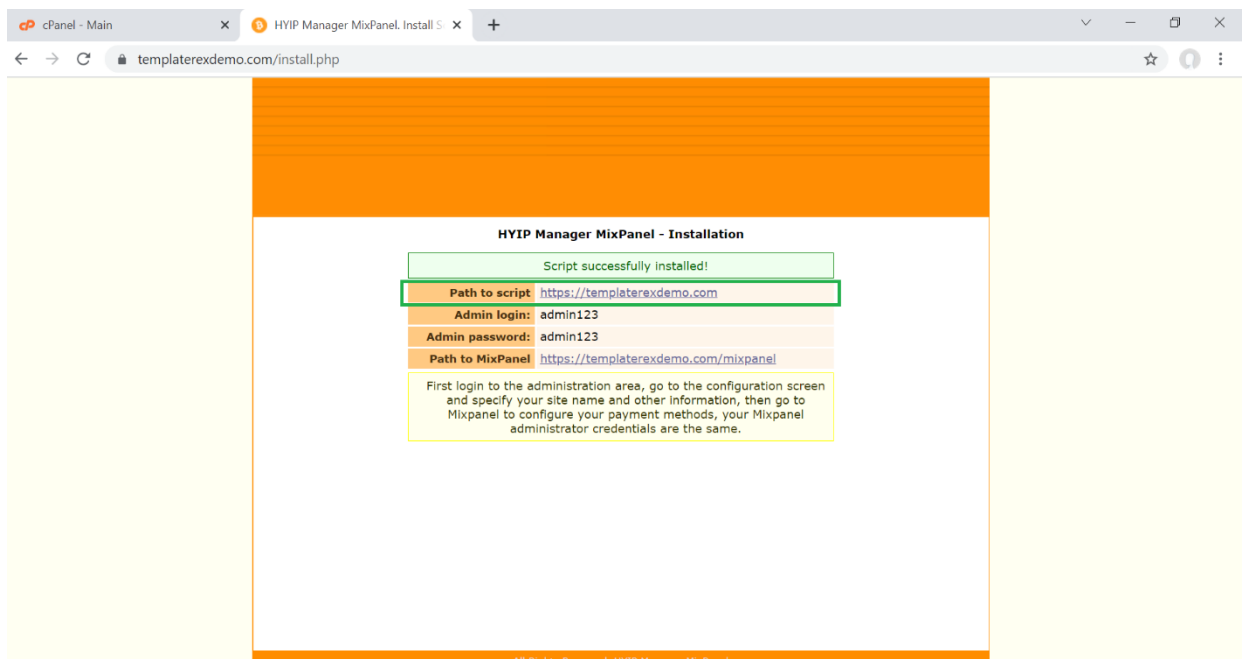 cPanel - Main
HYIP Manager MixPanel. Install S
templaterexdemo.com/install.php
HYIP Manager MixPanel - Installation
Script successfully installed!
Path to script https://templaterexdemo.com
Admin login: admin123
Admin password: admin123
Path to MixPanel https://templaterexdemo.com/mixpanel
First login to the administration area, go to the configuration screen
and specify your site name and other information, then go to
Mixpanel to configure your payment methods, your Mixpanel
administrator credentials are the same.